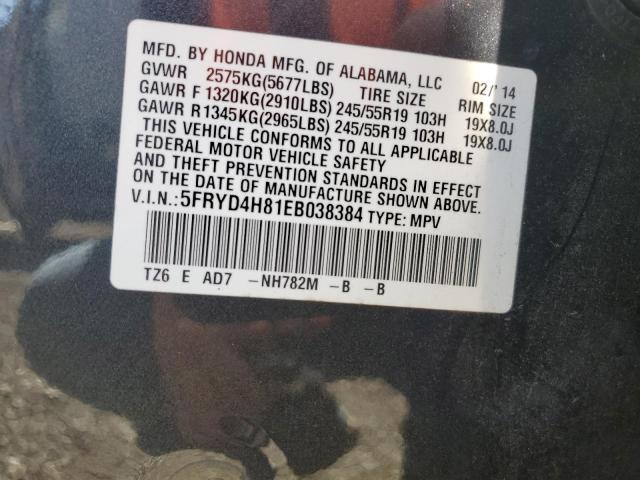 MFD. BY HONDA MFG. OF ALABAMA, LLC 02/'14
GVWR 2575KG(5677LBS) TIRE SIZE RIM SIZE
GAWR F 1320KG(2910LBS) 245/55R19 103H 19X8.0J
GAWR R 1345KG(2965LBS) 245/55R19 103H 19X8.0J
THIS VEHICLE CONFORMS TO ALL APPLICABLE
FEDERAL MOTOR VEHICLE SAFETY
AND THEFT PREVENTION STANDARDS IN EFFECT
ON THE DATE OF MANUFACTURE SHOWN ABOVE.
V.I.N.:5FRYD4H81EB038384 TYPE: MPV
TZ6 E AD7 -NH782M -B -B